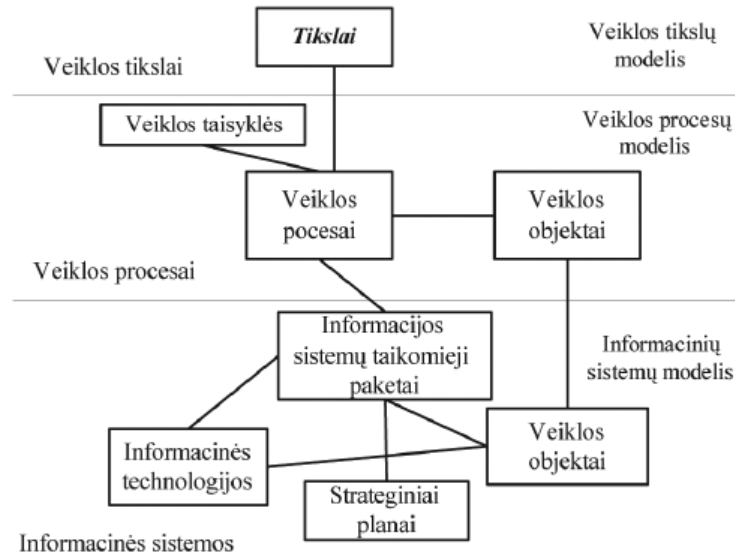 Tikslai
Veiklos tikslų
modelis
Veiklos tikslai
Veiklos taisyklės
Veiklos procesų
modelis
Veiklos
pocesai
Veiklos
objektai
Veiklos procesai
Informacijos
sistemų taikomieji
paketai
Informacinių
sistemų modelis
Informacinės
technologijos
Veiklos
objektai
Strateginiai
planai
Informacinės sistemos